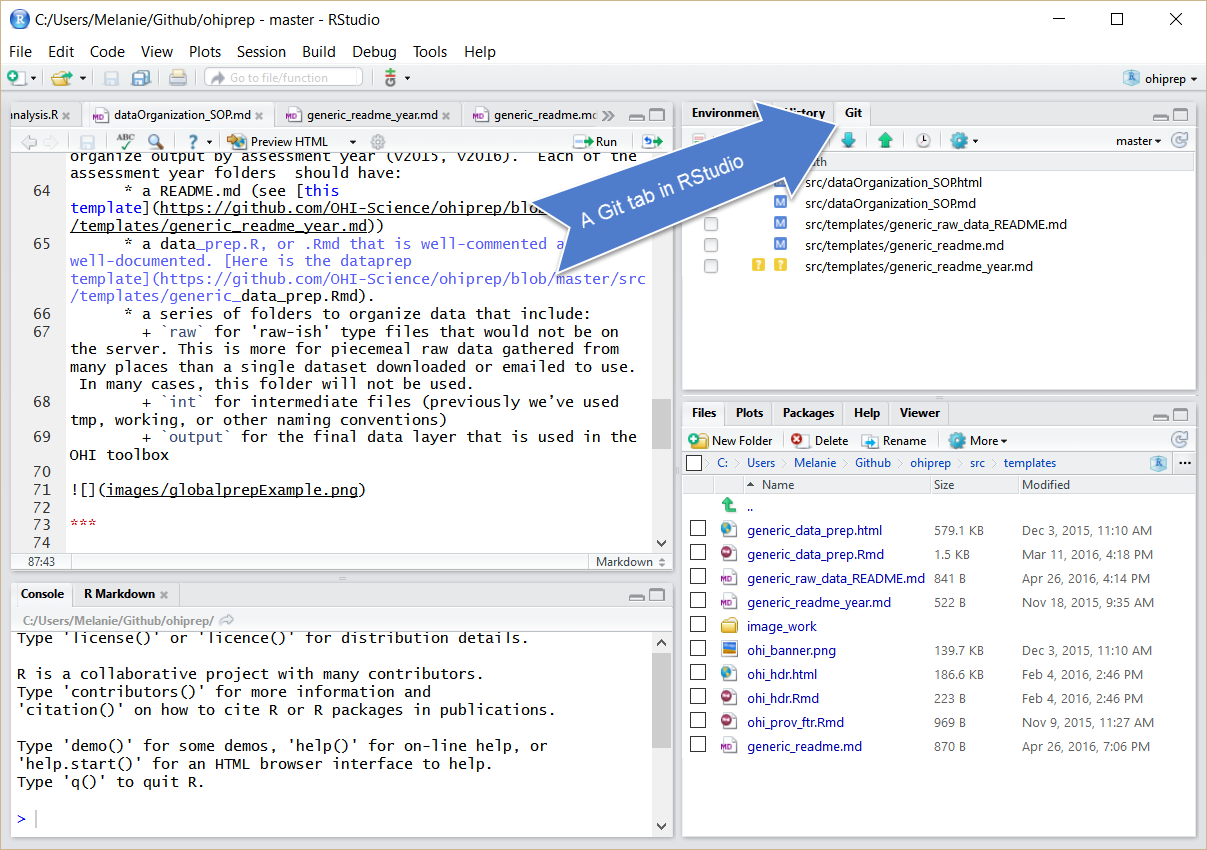 C:/Users/Melanie/Github/ohiprep - master - RStudio
File Edit Code View Plots Session Build Debug Tools Help
Go to file/function
ohiprep
analysis.R
dataOrganization_SOP.md
generic_readme_year.md
generic_readme.md
ABC
Preview HTML
Run
organize output by assessment year (v2015, v2016).  Each of the
assessment year folders  should have:
64 * a README.md (see [this
template](https://github.com/OHI-Science/ohiprep/blob
/templates/generic_readme_year.md))
65 * a data_prep.R, or .Rmd that is well-commented a
well-documented. [Here is the dataprep
template](https://github.com/OHI-Science/ohiprep/blob/master/src
/templates/generic_data_prep.Rmd).
66 * a series of folders to organize data that include:
67 + `raw` for 'raw-ish' type files that would not be on
the server. This is more for piecemeal raw data gathered from
many places than a single dataset downloaded or emailed to use.
In many cases, this folder will not be used.
68 + `int` for intermediate files (previously we’ve used
tmp, working, or other naming conventions)
69 + `output` for the final data layer that is used in the
OHI toolbox
70
71 ![](images/globalprepExample.png)
72
73 ***
74
87:43 Markdown
Console R Markdown
C:/Users/Melanie/Github/ohiprep/
Type 'license()' or 'licence()' for distribution details.
R is a collaborative project with many contributors.
Type 'contributors()' for more information and
'citation()' on how to cite R or R packages in publications.
Type 'demo()' for some demos, 'help()' for on-line help, or
'help.start()' for an HTML browser interface to help.
Type 'q()' to quit R.
>
Environmen History Git
A Git tab in RStudio
master
th
M src/dataOrganization_SOP.html
M src/dataOrganization_SOP.md
M src/templates/generic_raw_data_README.md
M src/templates/generic_readme.md
? ? src/templates/generic_readme_year.md
Files Plots Packages Help Viewer
New Folder Delete Rename More
C: Users Melanie Github ohiprep src templates ...
Name Size Modified
..
generic_data_prep.html 579.1 KB Dec 3, 2015, 11:10 AM
generic_data_prep.Rmd 1.5 KB Mar 11, 2016, 4:18 PM
generic_raw_data_README.md 841 B Apr 26, 2016, 4:14 PM
generic_readme_year.md 522 B Nov 18, 2015, 9:35 AM
image_work
ohi_banner.png 139.7 KB Dec 3, 2015, 11:10 AM
ohi_hdr.html 186.6 KB Feb 4, 2016, 2:46 PM
ohi_hdr.Rmd 223 B Feb 4, 2016, 2:46 PM
ohi_prov_ftr.Rmd 969 B Nov 9, 2015, 11:27 AM
generic_readme.md 870 B Apr 26, 2016, 7:06 PM